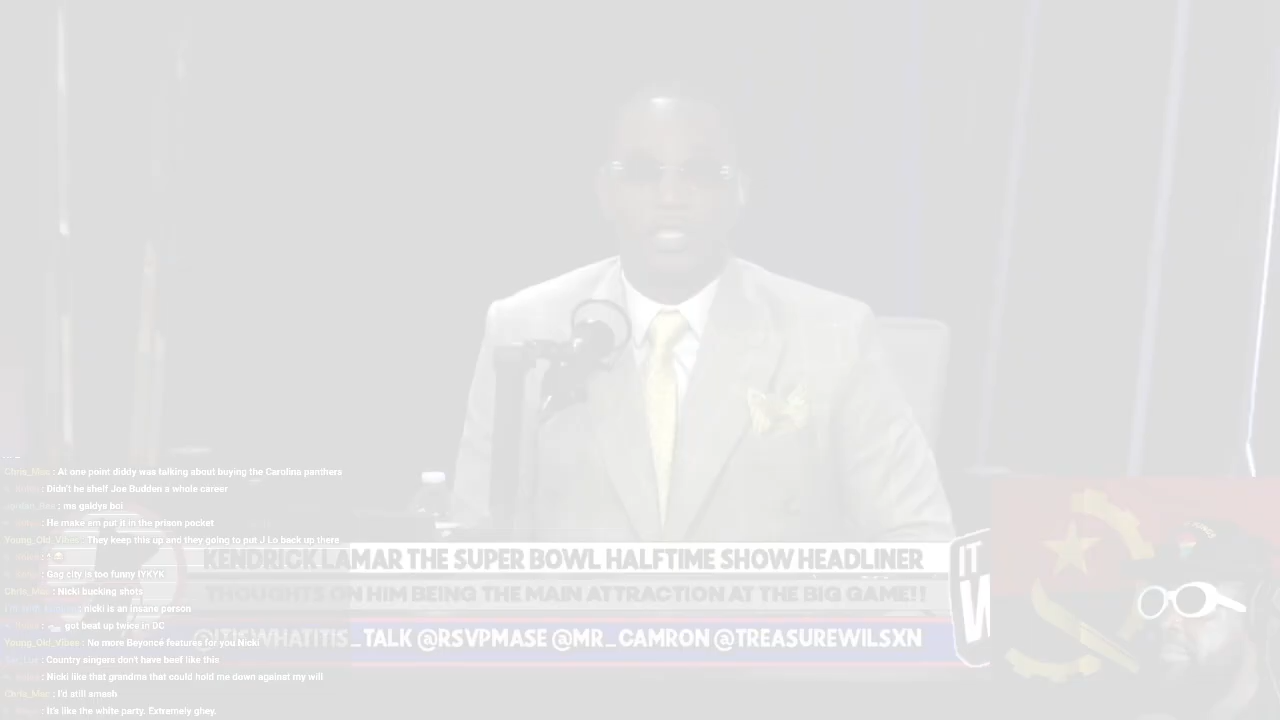 Chris_Mac : At one point diddy was talking about buying the Carolina panthers
: Didn't he shelf Joe Budden a whole career
: ma galdya boi
: He make em put it in the prison pocket
Young_Old_Vibes : They keep this up and they going to put J Lo back up there
: Gag city is too funny IYKYK
Chris_Mac : Nicki bucking shots
: nicki is an insane person
: got beat up twice in DC
Young_Old_Vibes : No more Beyoncé features for you Nicki
: Country singers don't have beef like this
: Nicki like that grandma that could hold me down against my will
Chris_Mac : I'd still smash
: It's like the white party. Extremely ghey.
KENDRICK LAMAR THE SUPER BOWL HALFTIME SHOW HEADLINER
THOUGHTS ON HIM BEING THE MAIN ATTRACTION AT THE BIG GAME!!
@ITISWHATITIS_TALK @RSVPMASE @MR_CAMRON @TREASUREWILSXN
IT
W